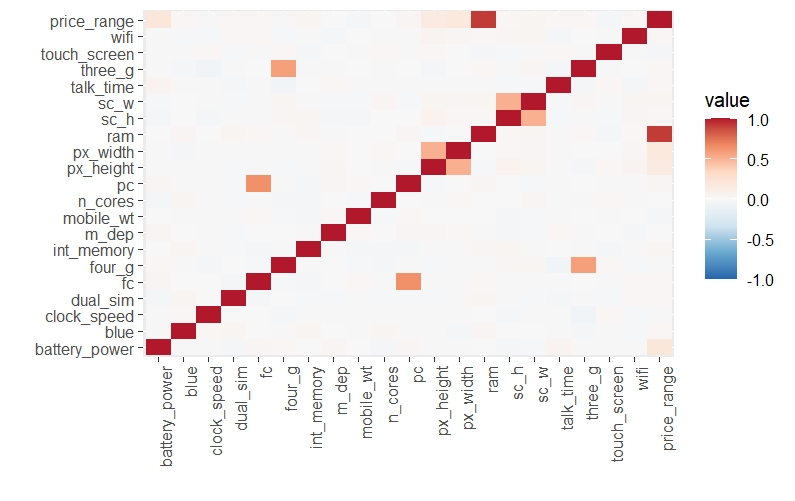 price_range
wifi
touch_screen
three_g
talk_time
sc_w
sc_h
ram
px_width
px_height
pc
n_cores
mobile_wt
m_dep
int_memory
four_g
fc
dual_sim
clock_speed
blue
battery_power
battery_power
blue
clock_speed
dual_sim
fc
four_g
int_memory
m_dep
mobile_wt
n_cores
pc
px_height
px_width
ram
sc_h
sc_w
talk_time
three_g
touch_screen
wifi
price_range
value
1.0
0.5
0.0
-0.5
-1.0